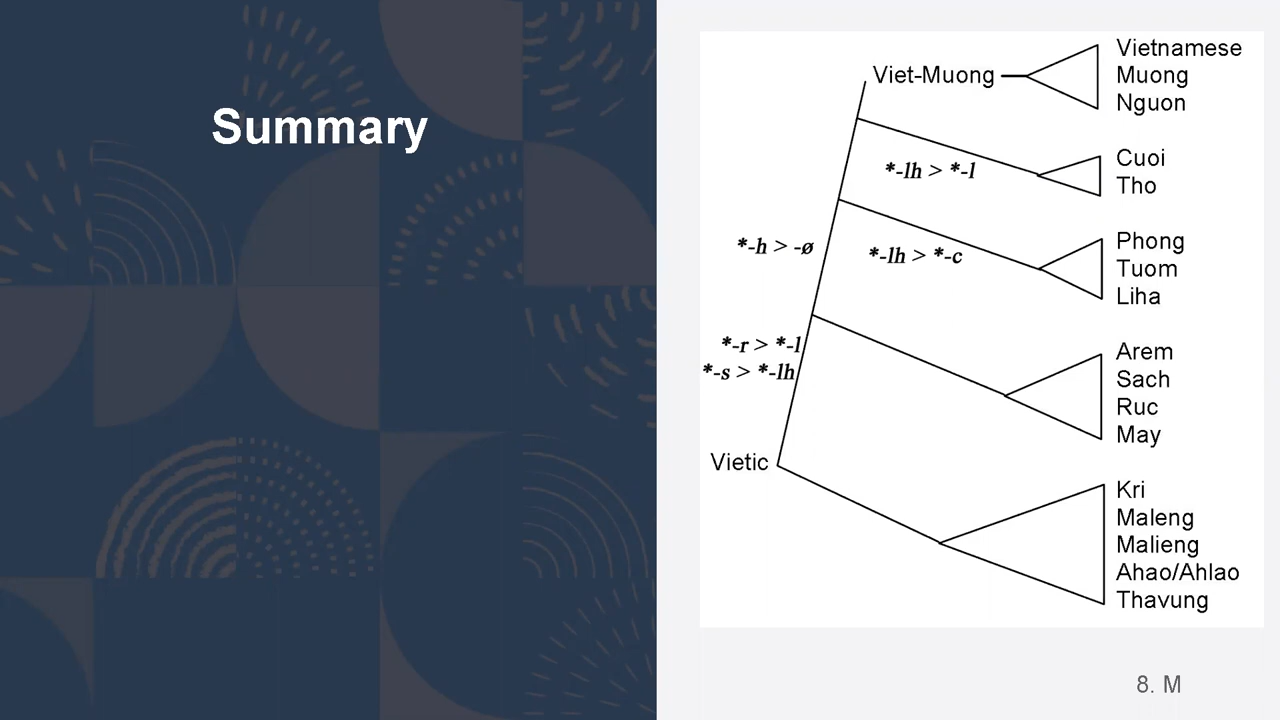 Summary
Viet-Muong
Vietnamese
Muong
Nguon
*-lh > *-l
Cuoi
Tho
*-h > -ø
*-lh > *-c
Phong
Tuom
Liha
*-r > *-l
*-s > *-lh
Arem
Sach
Ruc
May
Vietic
Kri
Maleng
Malieng
Ahao/Ahlao
Thavung
8. M